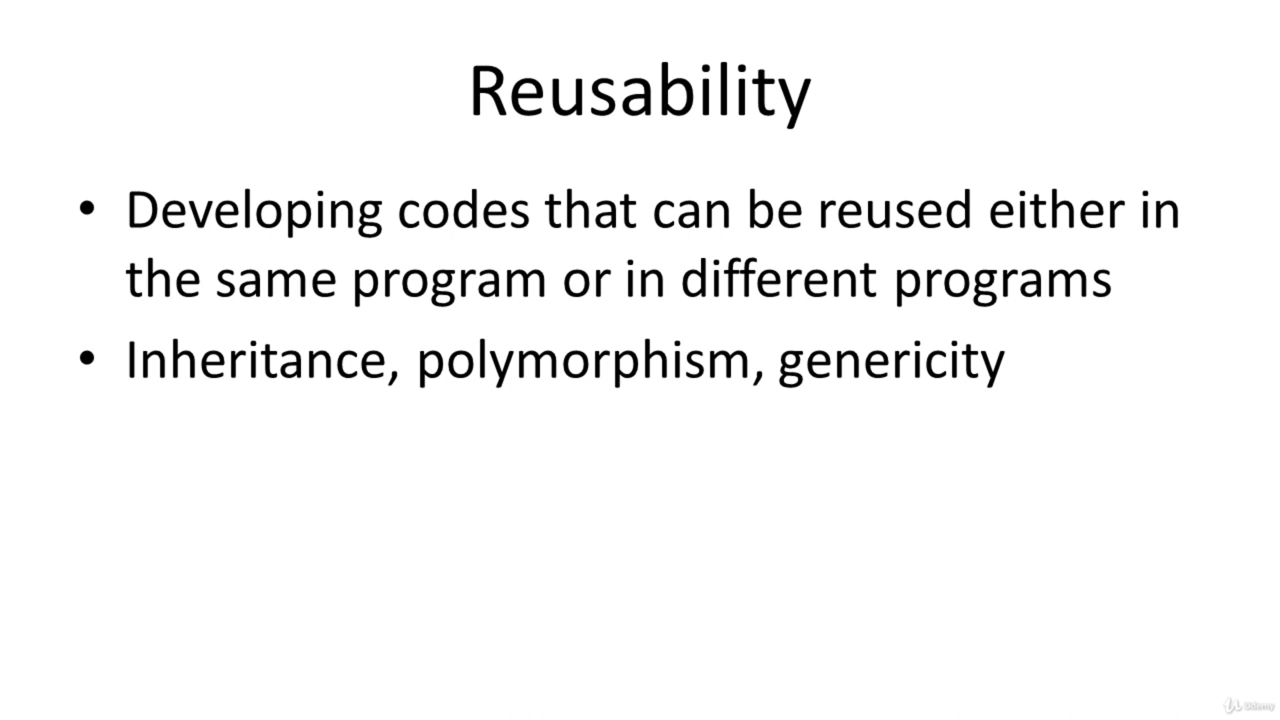 Reusability
• Developing codes that can be reused either in
the same program or in different programs
• Inheritance, polymorphism, genericity
Udemy